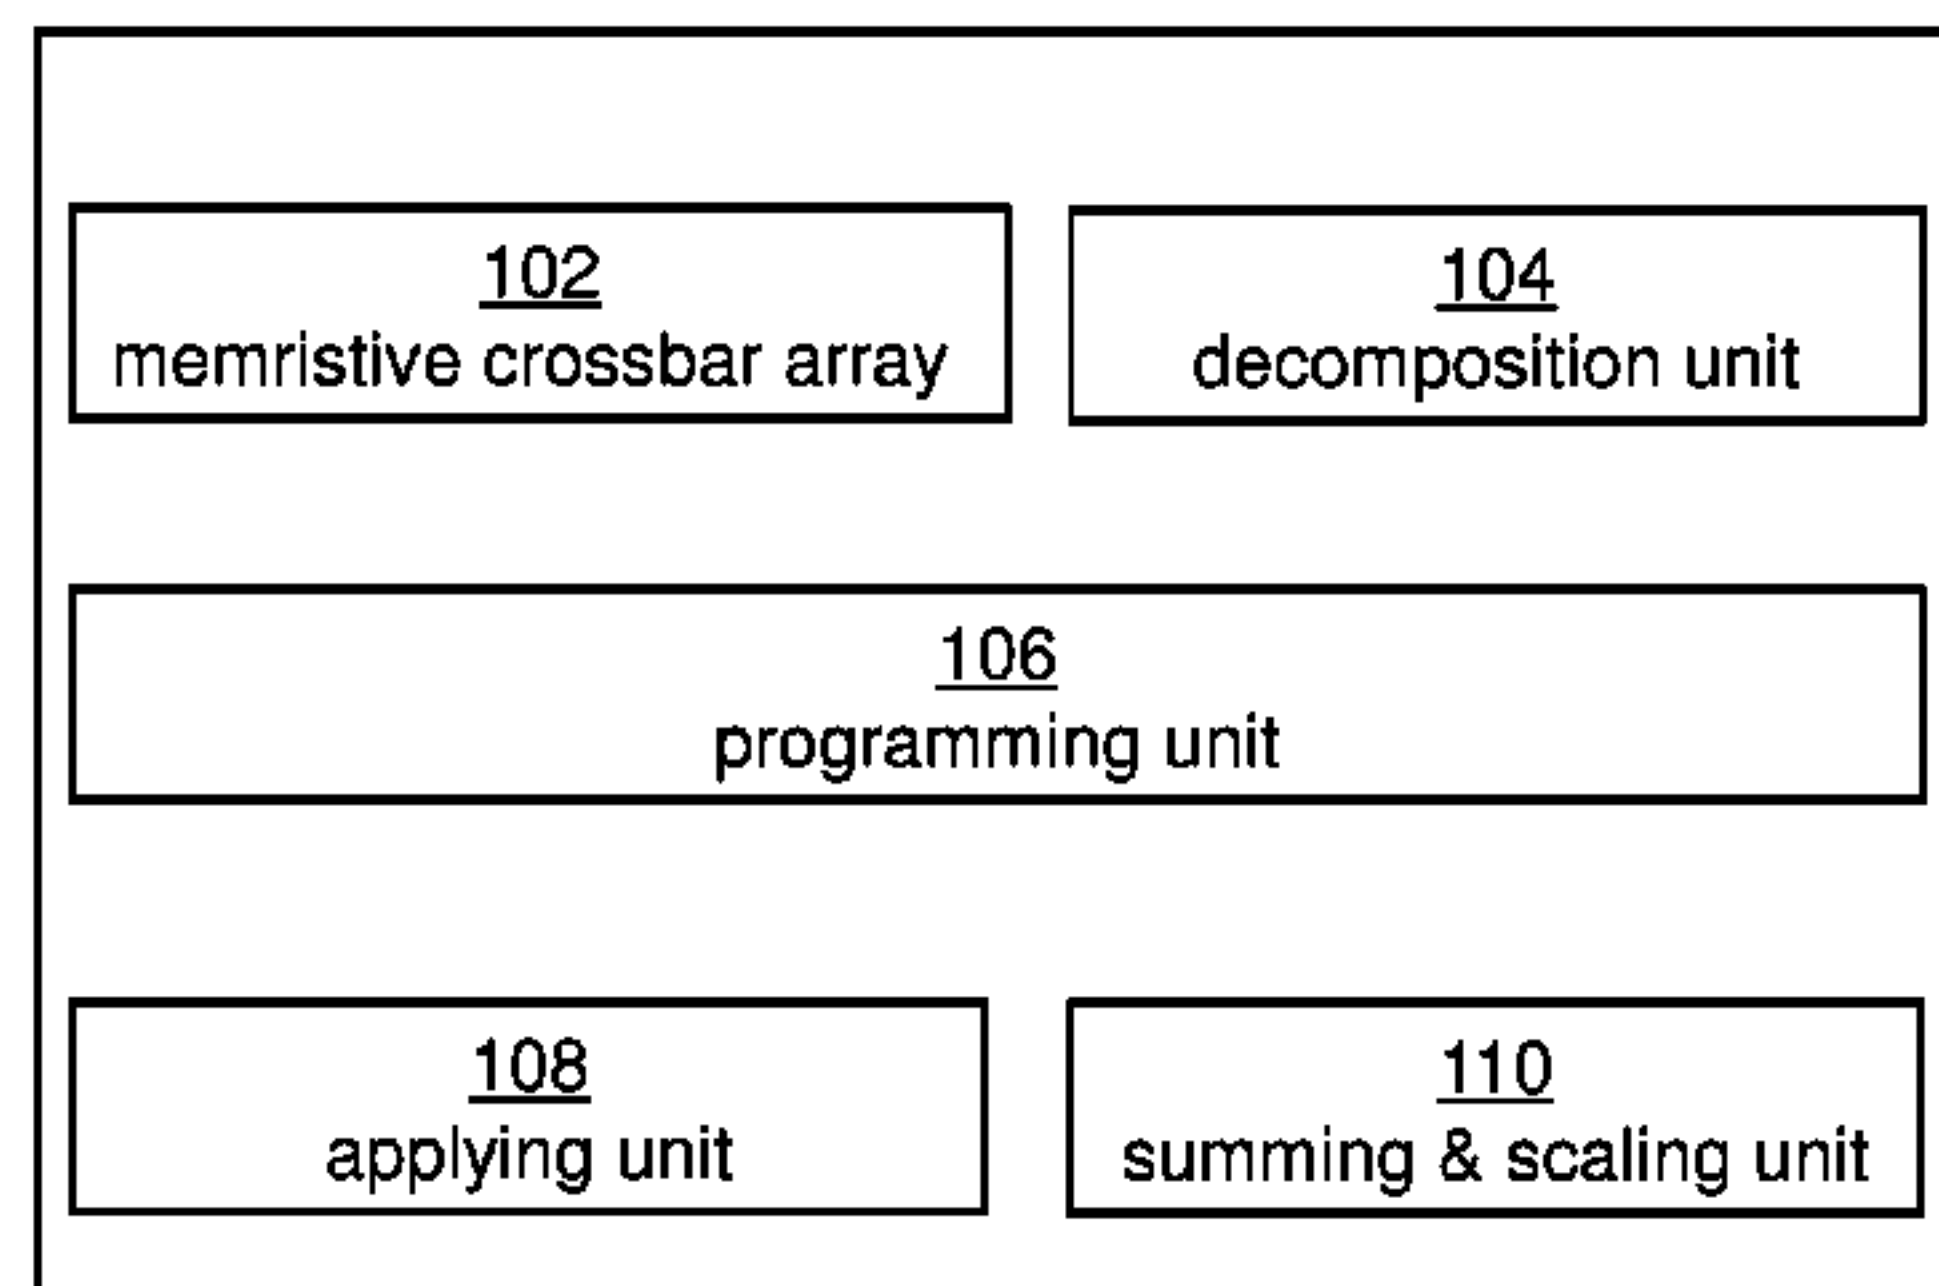 102
memristive crossbar array
104
decomposition unit
106
programming unit
108
applying unit
110
summing & scaling unit